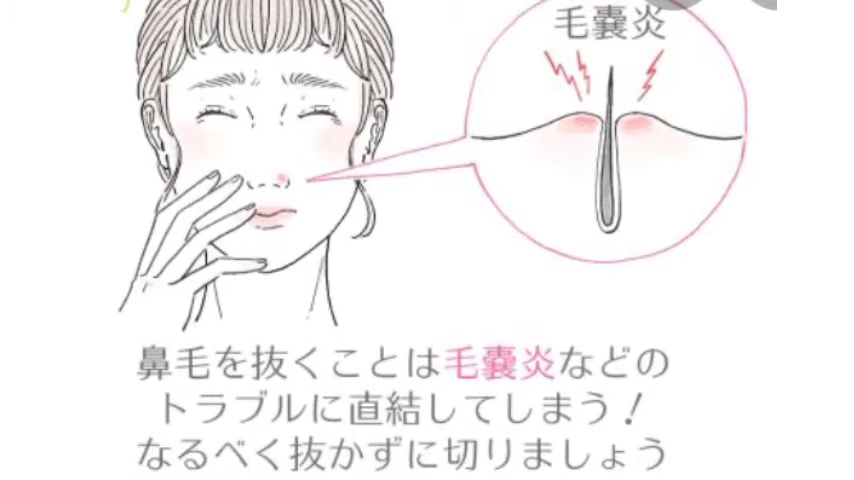 毛嚢炎
鼻毛を抜くことは毛嚢炎などの
トラブルに直結してしまう！
なるべく抜かずに切りましょう